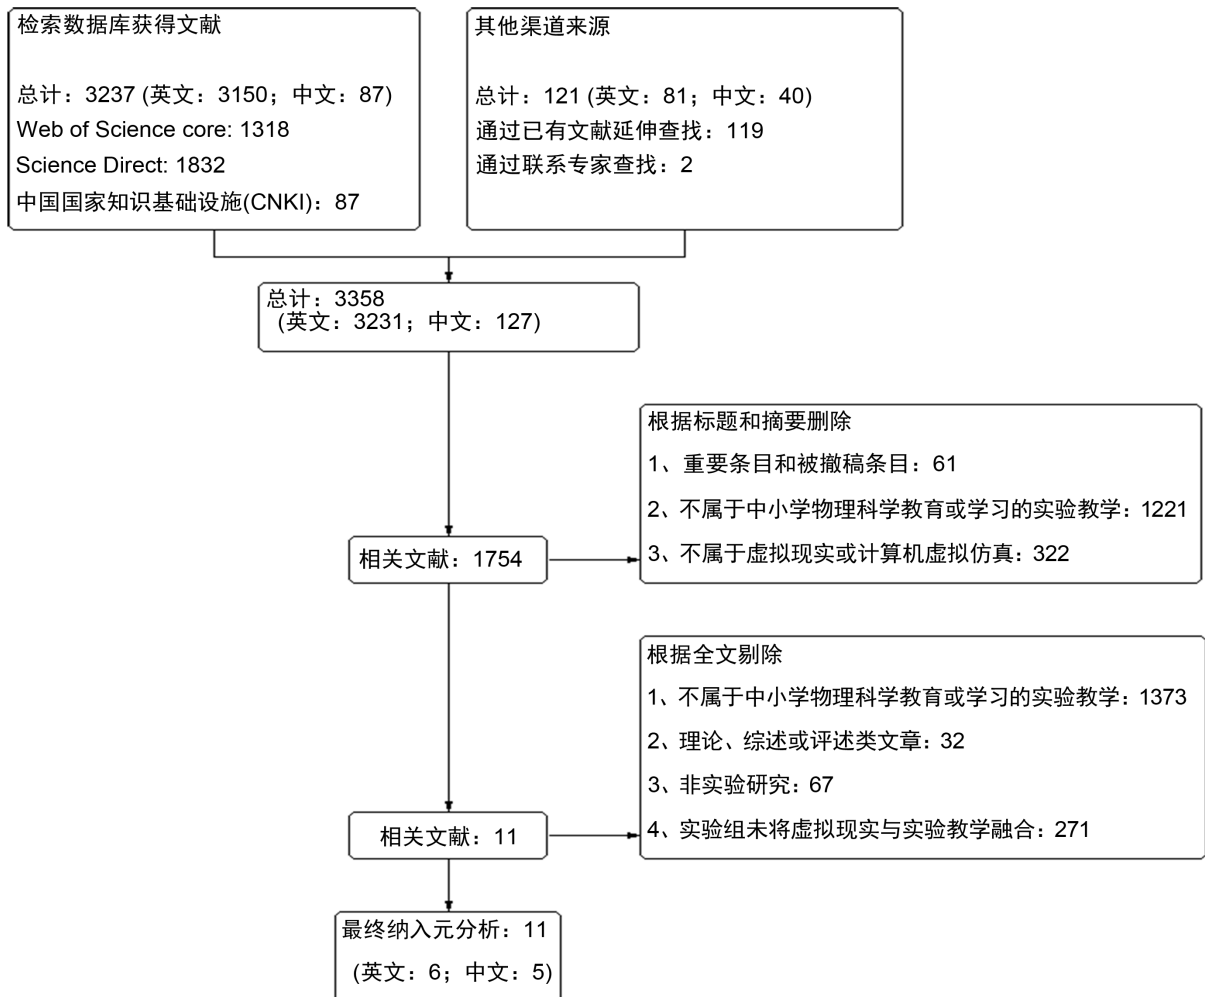 检索数据库获得文献
总计：3237 (英文：3150；中文：87)
Web of Science core: 1318
Science Direct: 1832
中国国家知识基础设施(CNKI)：87
其他渠道来源
总计：121 (英文：81；中文：40)
通过已有文献延伸查找：119
通过联系专家查找：2
总计：3358
(英文：3231；中文：127)
根据标题和摘要删除
1、重要条目和被撤稿条目：61
2、不属于中小学物理科学教育或学习的实验教学：1221
3、不属于虚拟现实或计算机虚拟仿真：322
相关文献：1754
根据全文剔除
1、不属于中小学物理科学教育或学习的实验教学：1373
2、理论、综述或评述类文章：32
3、非实验研究：67
4、实验组未将虚拟现实与实验教学融合：271
相关文献：11
最终纳入元分析：11
(英文：6；中文：5)